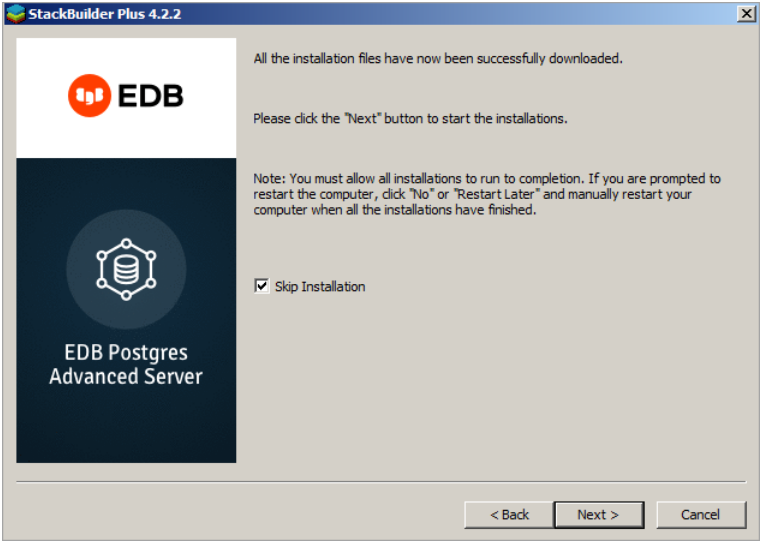 StackBuilder Plus 4.2.2
EDB
EDB Postgres
Advanced Server
All the installation files have now been successfully downloaded.
Please click the "Next" button to start the installations.
Note: You must allow all installations to run to completion. If you are prompted to
restart the computer, click "No" or "Restart Later" and manually restart your
computer when all the installations have finished.
Skip Installation
< Back
Next >
Cancel